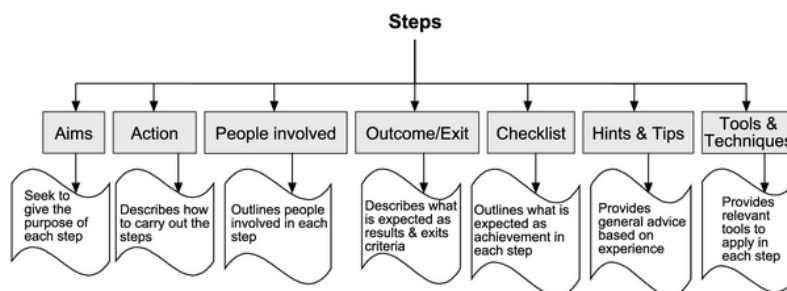 Steps
Aims
Action
People involved
Outcome/Exit
Checklist
Hints & Tips
Tools &
Techniques
Seek to
give the
purpose of
each step
Describes how
to carry out the
steps
Outlines people
involved in each
step
Describes what
is expected as
results & exits
criteria
Outlines what is
expected as
achievement in
each step
Provides
general advice
based on
experience
Provides
relevant
tools to
apply in
each step